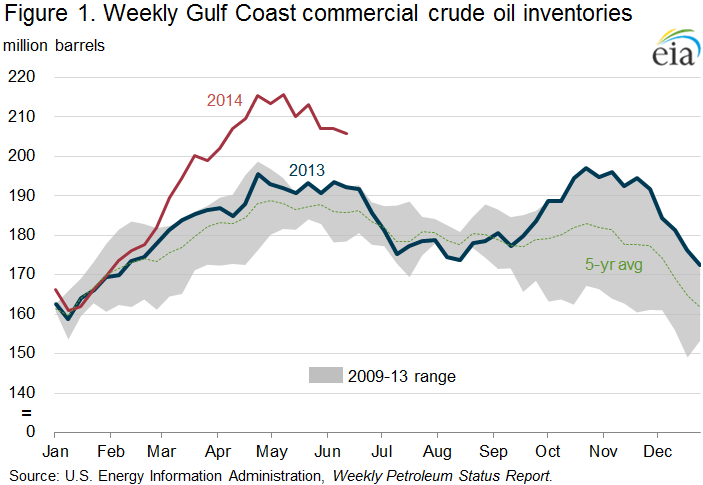 Figure 1. Weekly Gulf Coast commercial crude oil inventories
million barrels
eia
220
210
200
190
180
170
160
150
140
=
0
2014
2013
5-yr avg
2009-13 range
Jan Feb Mar Apr May Jun Jul Aug Sep Oct Nov Dec
Source: U.S. Energy Information Administration, Weekly Petroleum Status Report.